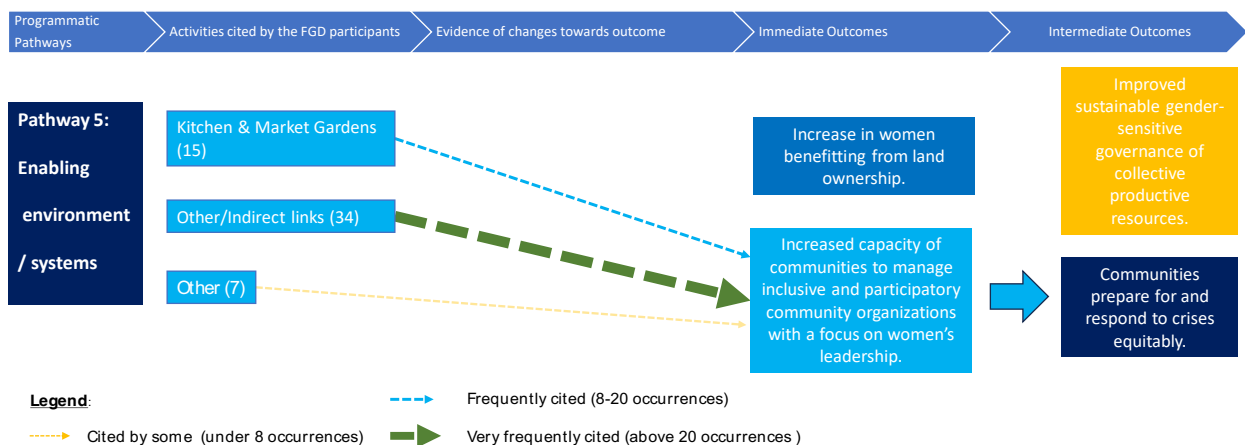 Programmatic
Pathways
Activities cited by the FGD participants
Evidence of changes towards outcome
Immediate Outcomes
Intermediate Outcomes
Pathway 5:
Enabling
environment
/ systems
Kitchen & Market Gardens
(15)
Other/Indirect links (34)
Other (7)
Increase in women
benefitting from land
ownership.
Increased capacity of
communities to manage
inclusive and participatory
community organizations
with a focus on women’s
leadership.
Improved
sustainable gender-
sensitive
governance of
collective
productive
resources.
Communities
prepare for and
respond to crises
equitably.
Legend:
Frequently cited (8-20 occurrences)
Cited by some (under 8 occurrences)
Very frequently cited (above 20 occurrences )